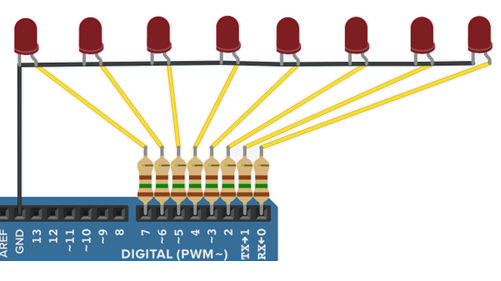 AREF
GND
13
12
~11
~10
~9
8
7
~6
~5
4
~3
2
TX→1
RX←0
DIGITAL (PWM~)